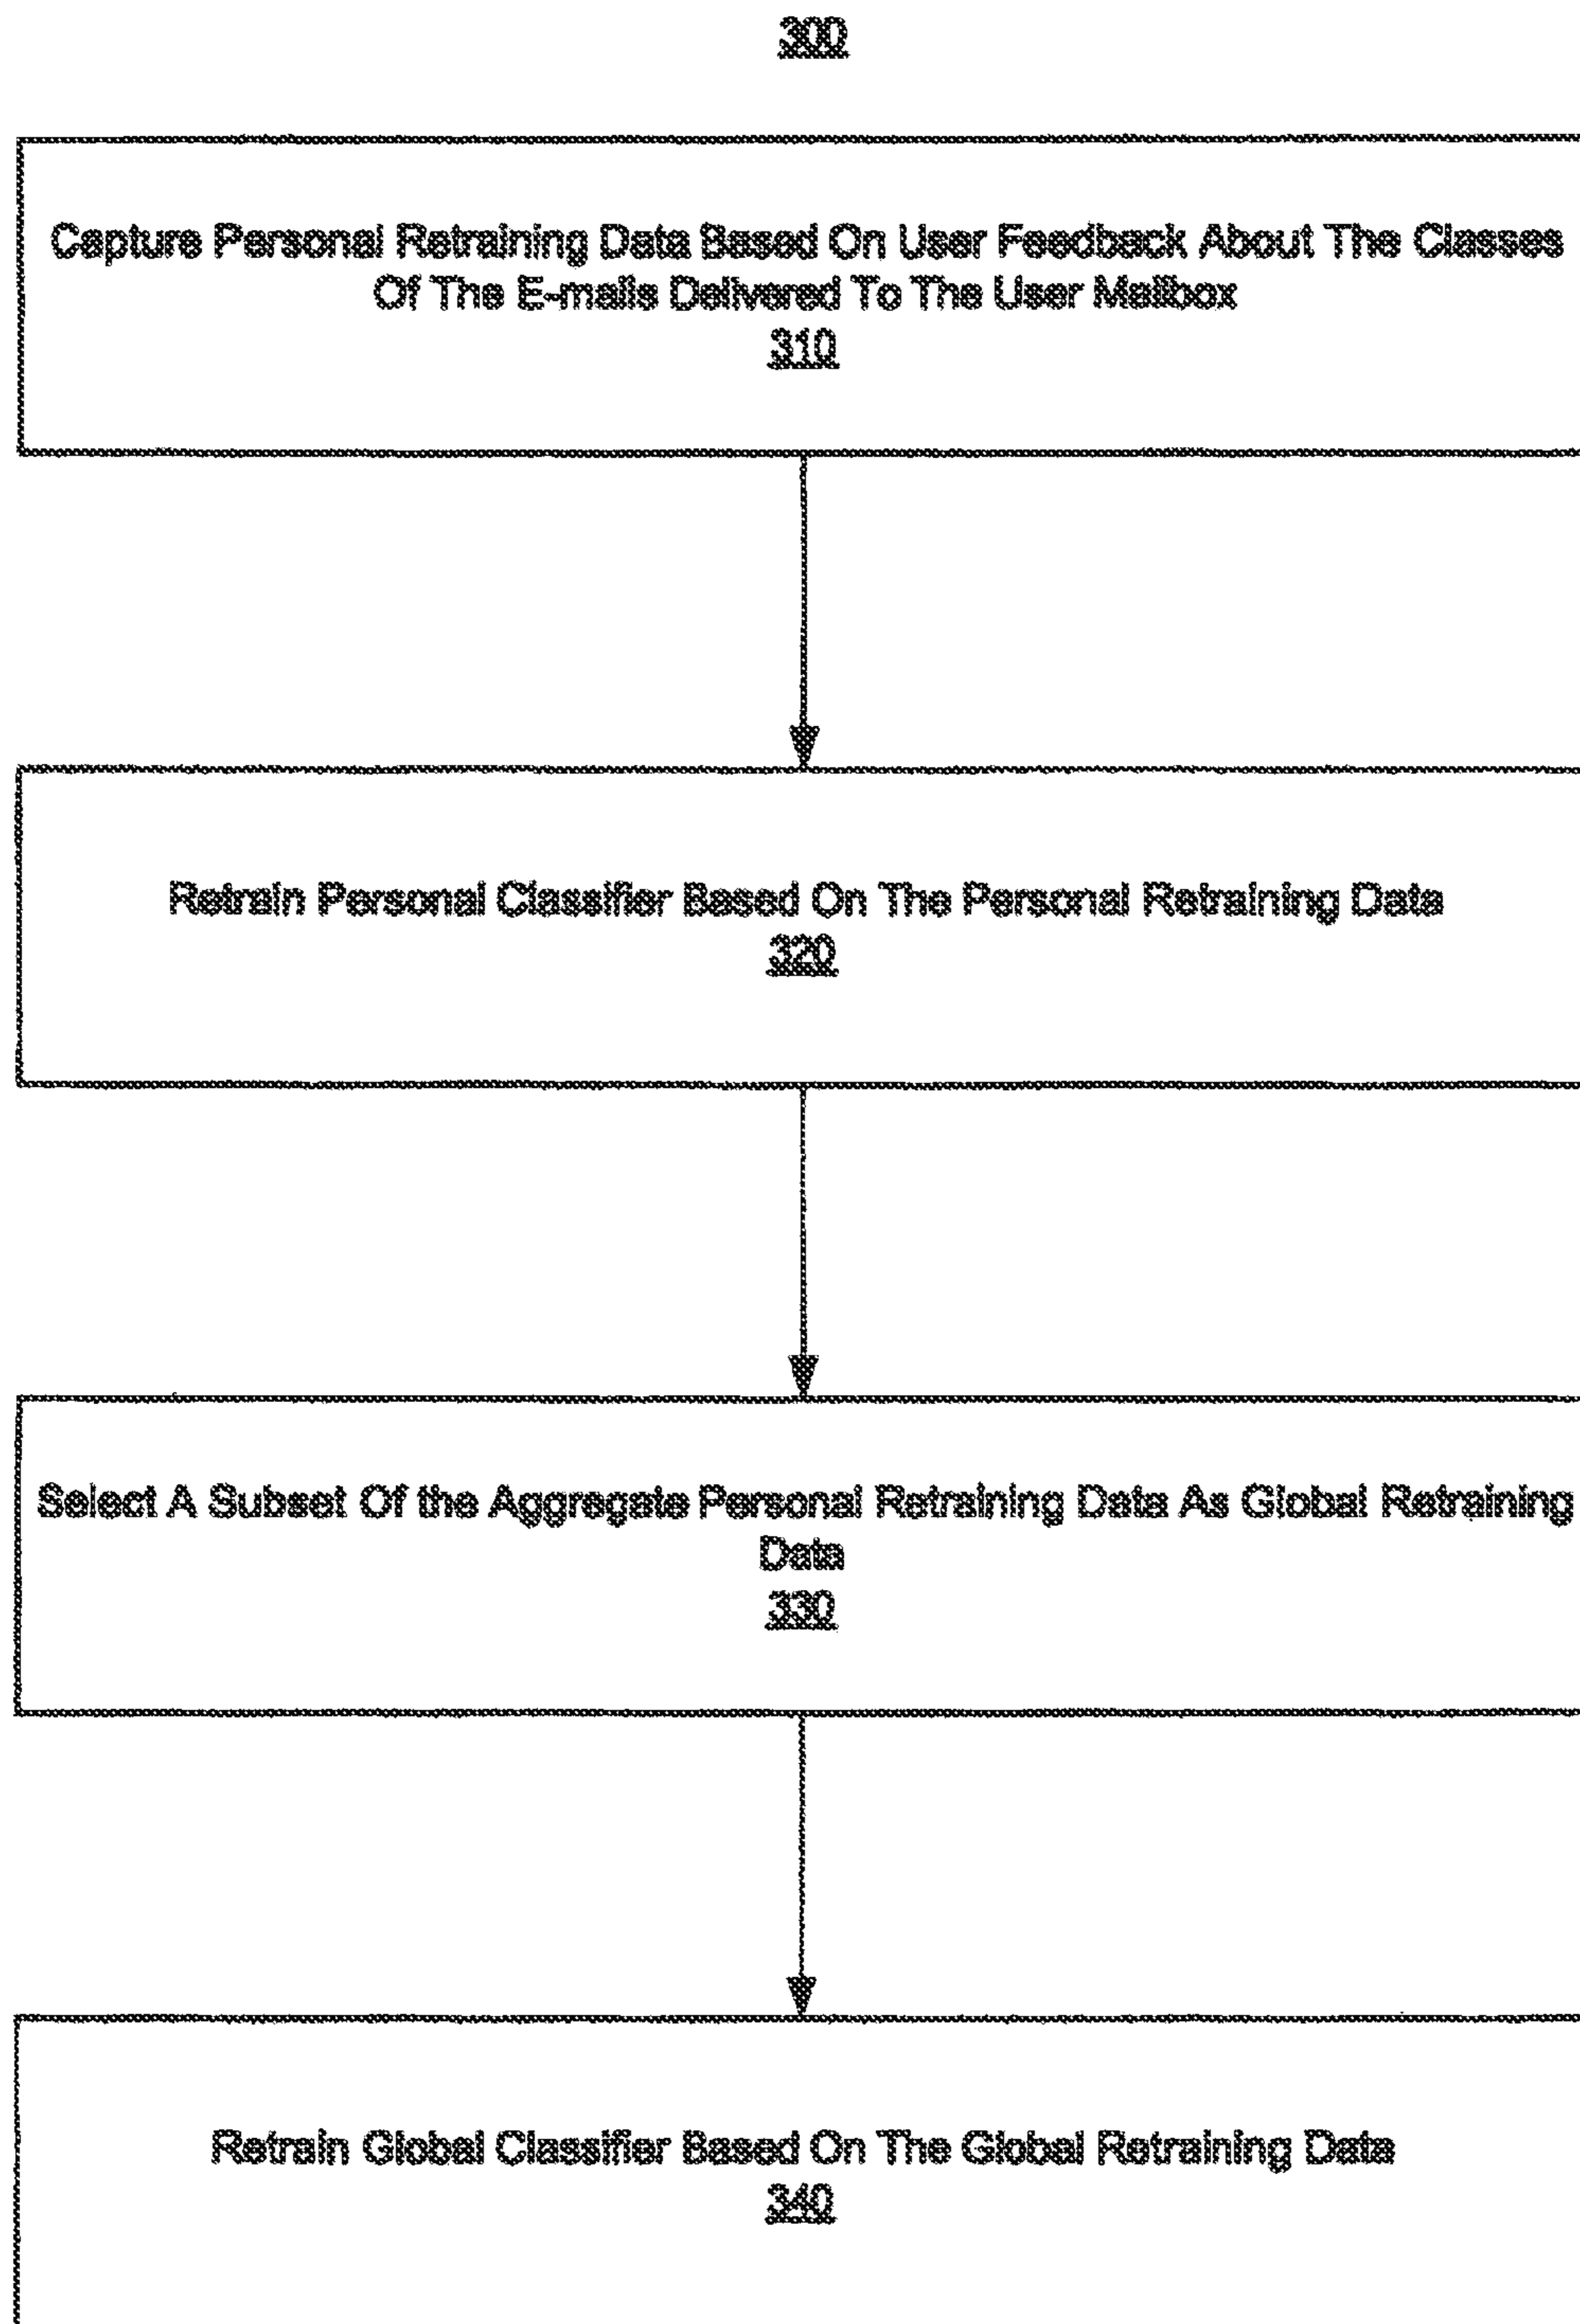 300
Capture Personal Retraining Data Based On User Feedback About The Classes
Of The E-mails Delivered To The User Mailbox
310
Retrain Personal Classifier Based On The Personal Retraining Data
320
Select A Subset Of the Aggregate Personal Retraining Data As Global Retraining
Data
330
Retrain Global Classifier Based On The Global Retraining Data
340